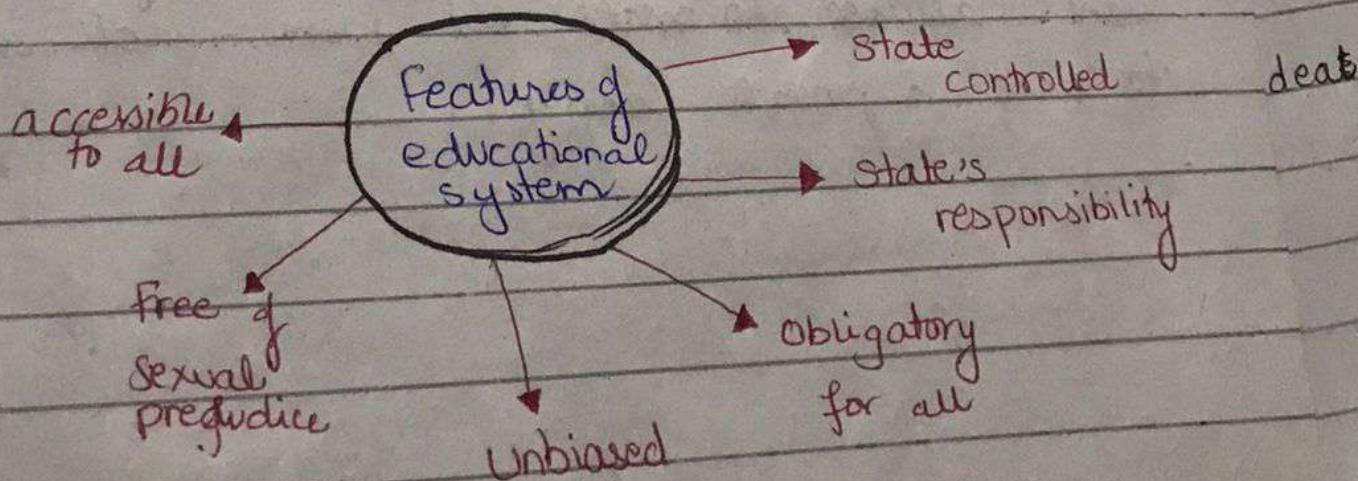 Features of
educational
system
state
controlled
state's
responsibility
obligatory
for all
Unbiased
free of
sexual
prejudice
accessible
to all